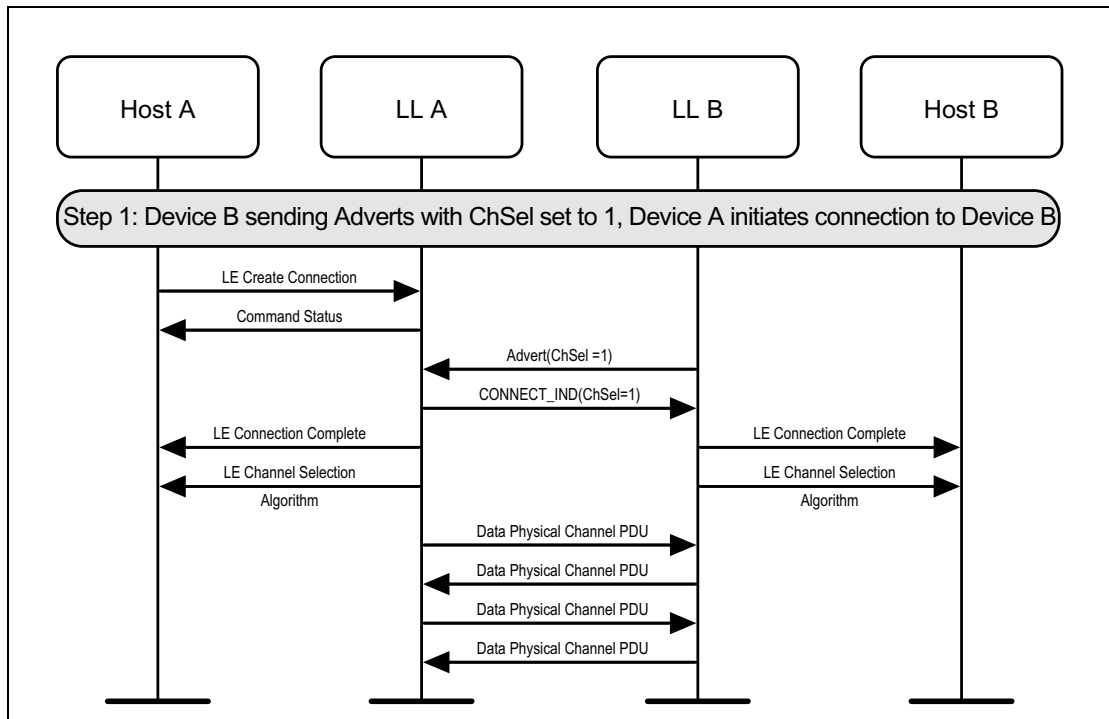 Host A
LL A
LL B
Host B
Step 1: Device B sending Adverts with ChSel set to 1, Device A initiates connection to Device B
LE Create Connection
Command Status
Advert(ChSel =1)
CONNECT_IND(ChSel=1)
LE Connection Complete
LE Connection Complete
LE Channel Selection
Algorithm
LE Channel Selection
Algorithm
Data Physical Channel PDU
Data Physical Channel PDU
Data Physical Channel PDU
Data Physical Channel PDU